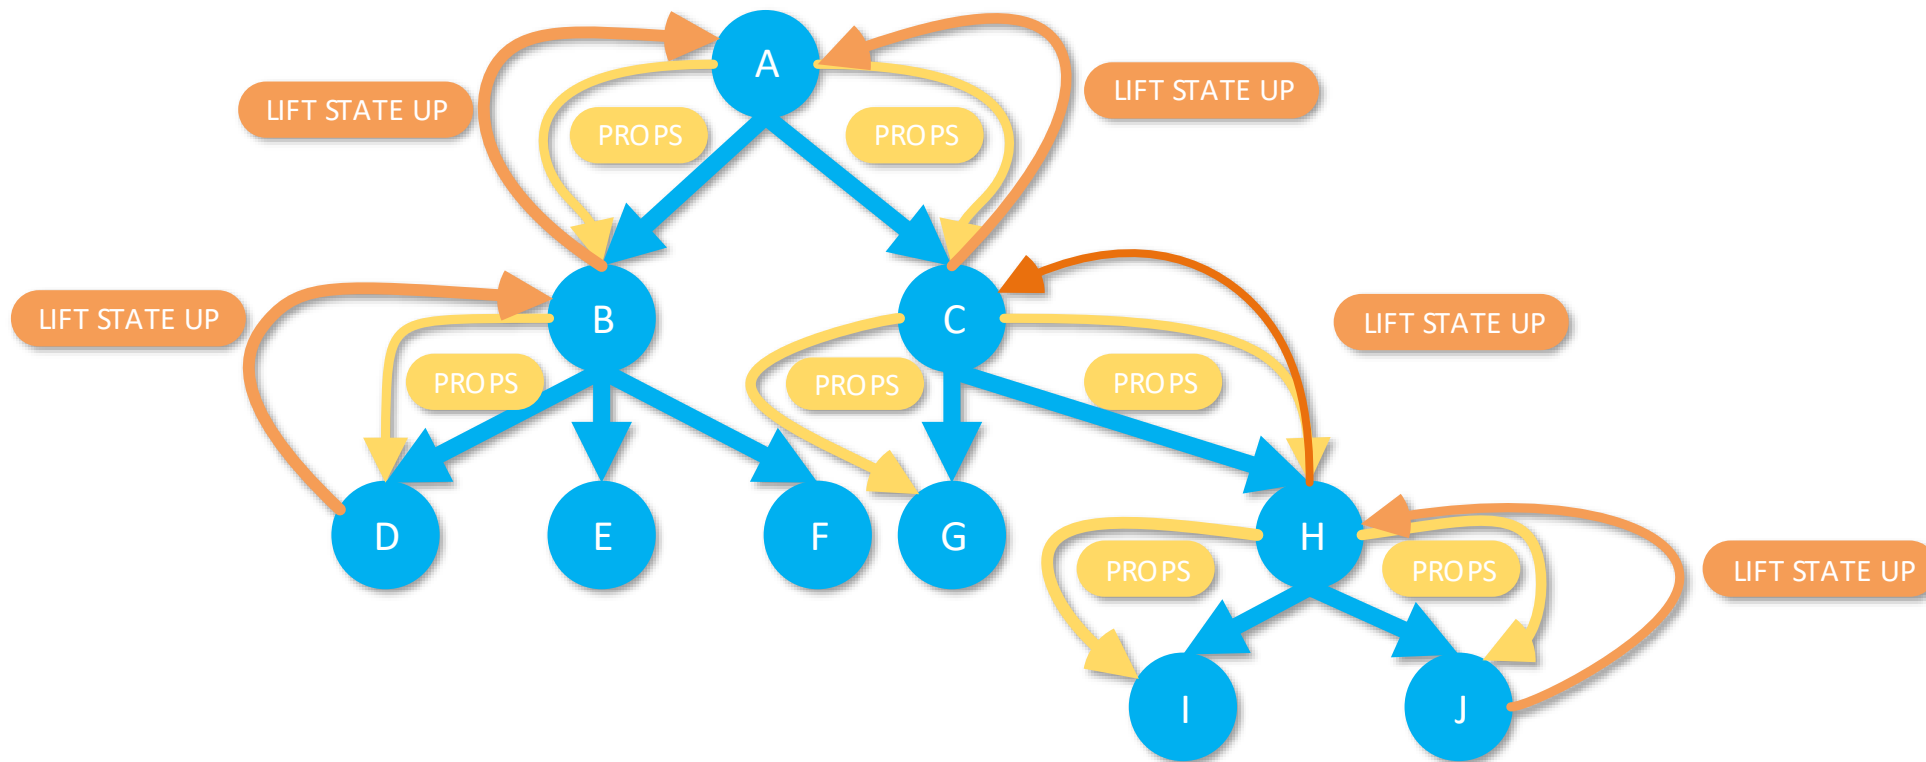 A
LIFT STATE UP
LIFT STATE UP
PROPS
PROPS
LIFT STATE UP
B
C
LIFT STATE UP
PROPS
PROPS
PROPS
D
E
F
G
H
PROPS
PROPS
LIFT STATE UP
I
J